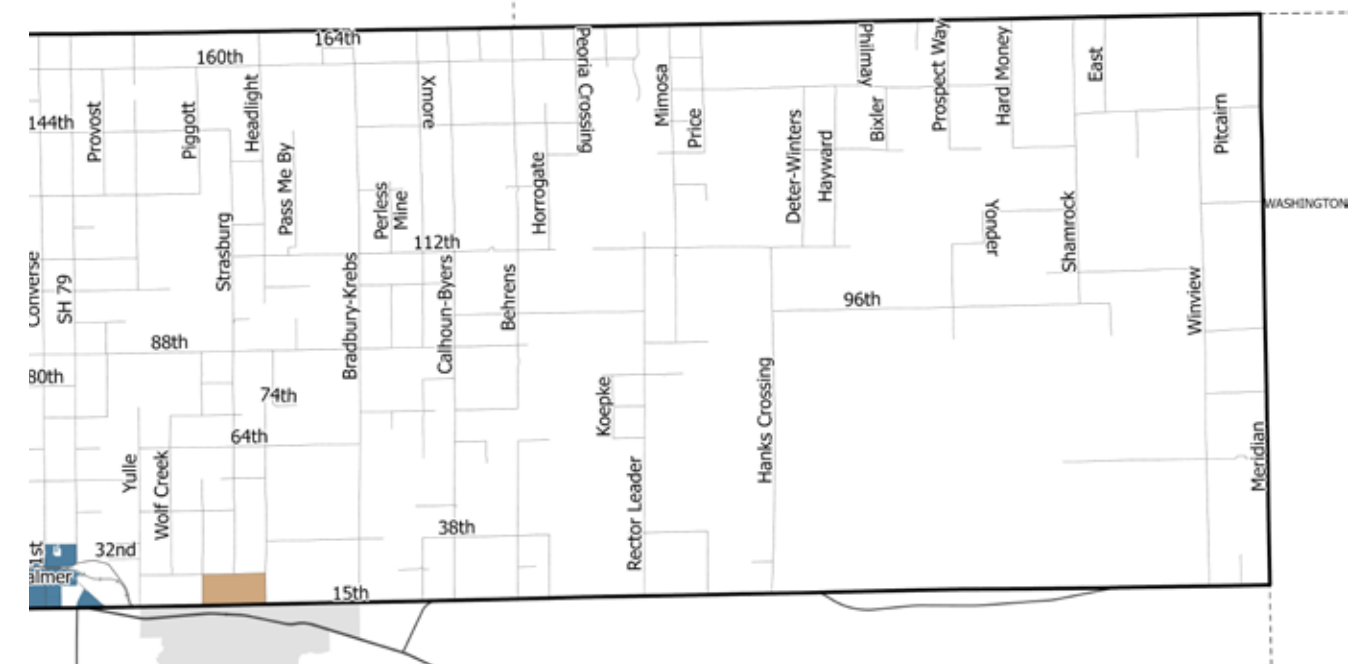 164th
160th
Peoria Crossing
Philmay
Prospect Way
Hard Money
East
Headlight
Xmore
Mimosa
Provost
Piggott
Price
Bixler
Pitcairn
144th
Deter-Winters
Hayward
Pass Me By
Horrogate
Perless
Mine
Strasburg
Yonder
Shamrock
WASHINGTON
112th
Converse
SH 79
Bradbury-Krebs
Calhoun-Byers
Behrens
96th
Winview
88th
80th
74th
Koepke
Hanks Crossing
64th
Meridian
Yulle
Wolf Creek
Rector Leader
38th
32nd
1st
almer
15th